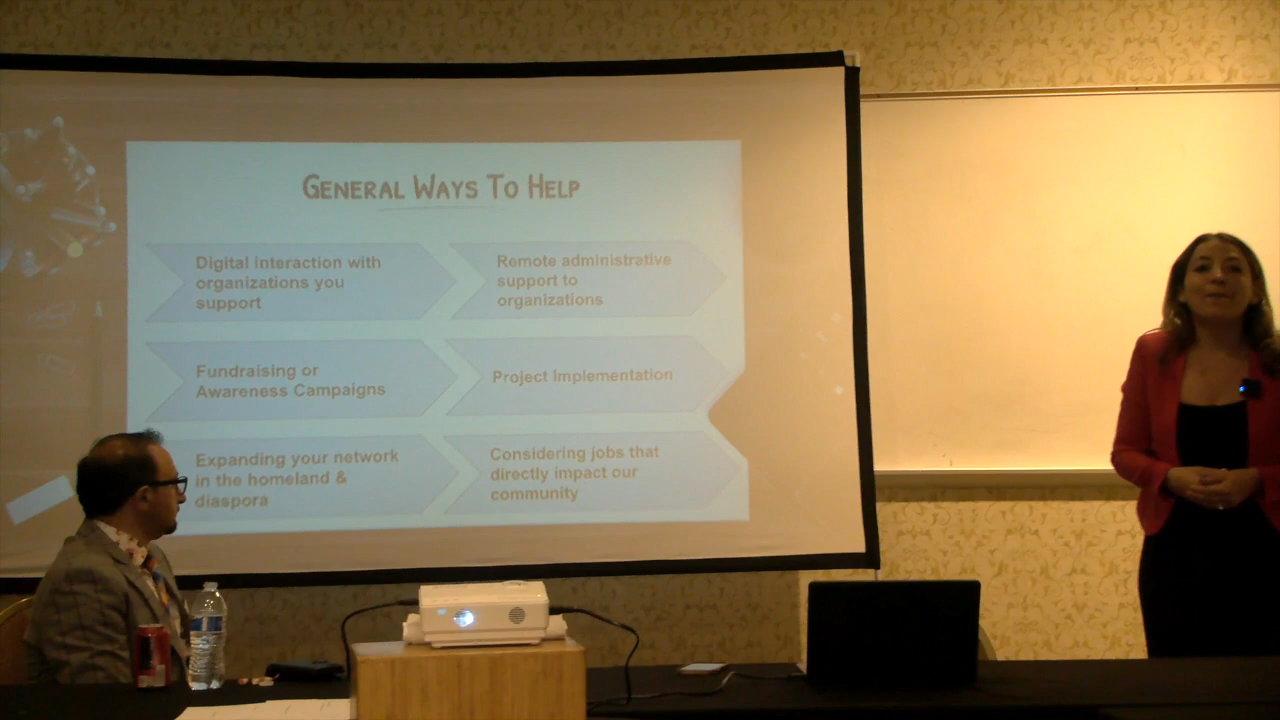 General Ways To Help
Digital interaction with
organizations you
support
Remote administrative
support to
organizations
Fundraising or
Awareness Campaigns
Project Implementation
Expanding your network
in the homeland &
diaspora
Considering jobs that
directly impact our
community